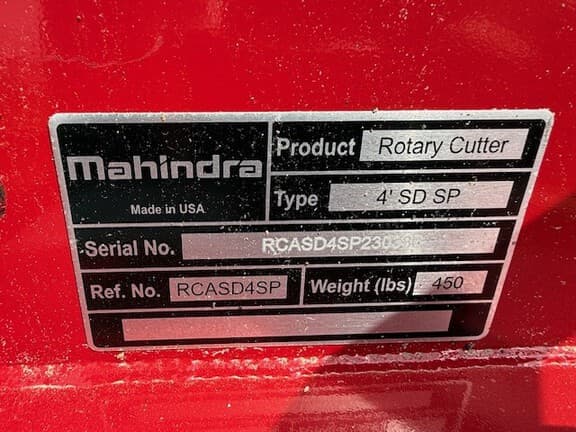 mahindra
Made in USA
Product Rotary Cutter
Type 4' SD SP
Serial No.
Ref. No. RCASD4SP Weight (lbs) 450